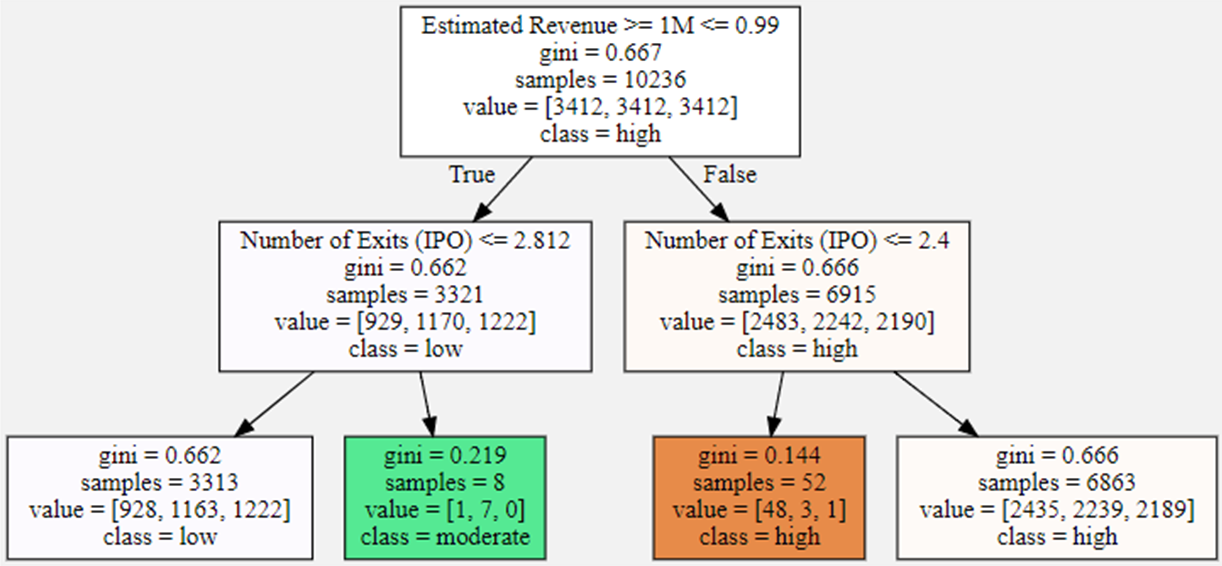 Estimated Revenue >= 1M <= 0.99
gini = 0.667
samples = 10236
value = [3412, 3412, 3412]
class = high
True
False
Number of Exits (IPO) <= 2.812
gini = 0.662
samples = 3321
value = [929, 1170, 1222]
class = low
Number of Exits (IPO) <= 2.4
gini = 0.666
samples = 6915
value = [2483, 2242, 2190]
class = high
gini = 0.662
samples = 3313
value = [928, 1163, 1222]
class = low
gini = 0.219
samples = 8
value = [1, 7, 0]
class = moderate
gini = 0.144
samples = 52
value = [48, 3, 1]
class = high
gini = 0.666
samples = 6863
value = [2435, 2239, 2189]
class = high